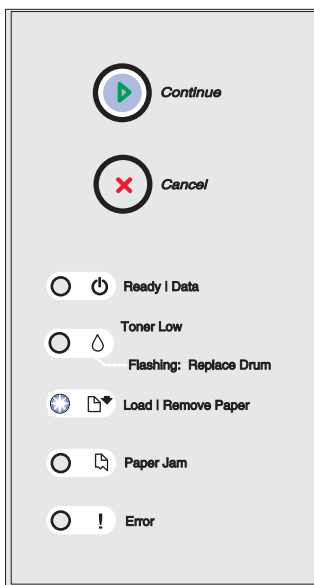 Continue
Cancel
Ready | Data
Toner Low
Flashing: Replace Drum
Load | Remove Paper
Paper Jam
! Error